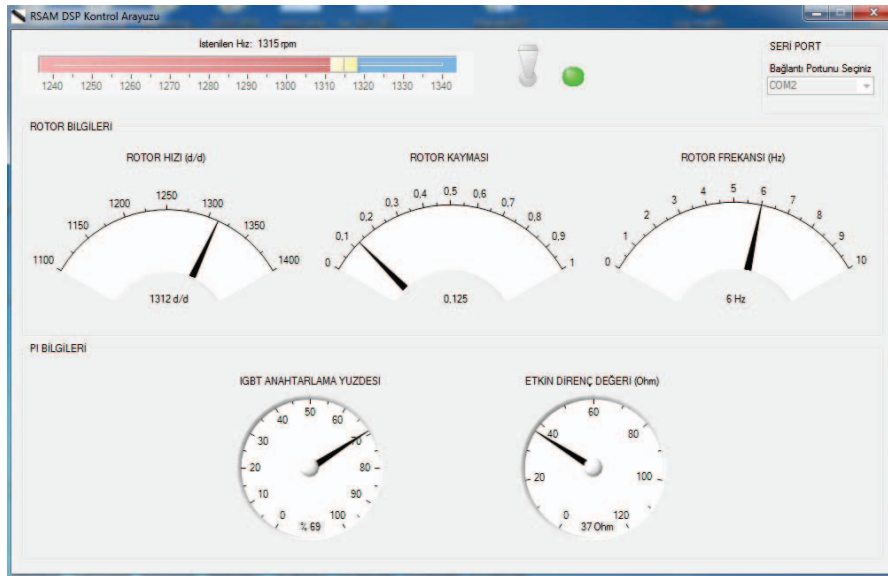 RSAM DSP Kontrol Arayuzu
İstenilen Hız: 1315 rpm
1240 1250 1260 1270 1280 1290 1300 1310 1320 1330 1340
SERİ PORT
Bağlantı Portunu Seçiniz
COM2
ROTOR BİLGİLERİ
ROTOR HIZI (d/d)
1100 1150 1200 1250 1300 1350 1400
1312 d/d
ROTOR KAYMASI
0 0,1 0,2 0,3 0,4 0,5 0,6 0,7 0,8 0,9 1
0,125
ROTOR FREKANSI (Hz)
0 1 2 3 4 5 6 7 8 9 10
6 Hz
PI BİLGİLERİ
IGBT ANAHTARLAMA YUZDESI
0 10 20 30 40 50 60 70 80 90 100
% 69
ETKİN DİRENÇ DEĞERİ (Ohm)
0 20 40 60 80 100 120
37 Ohm